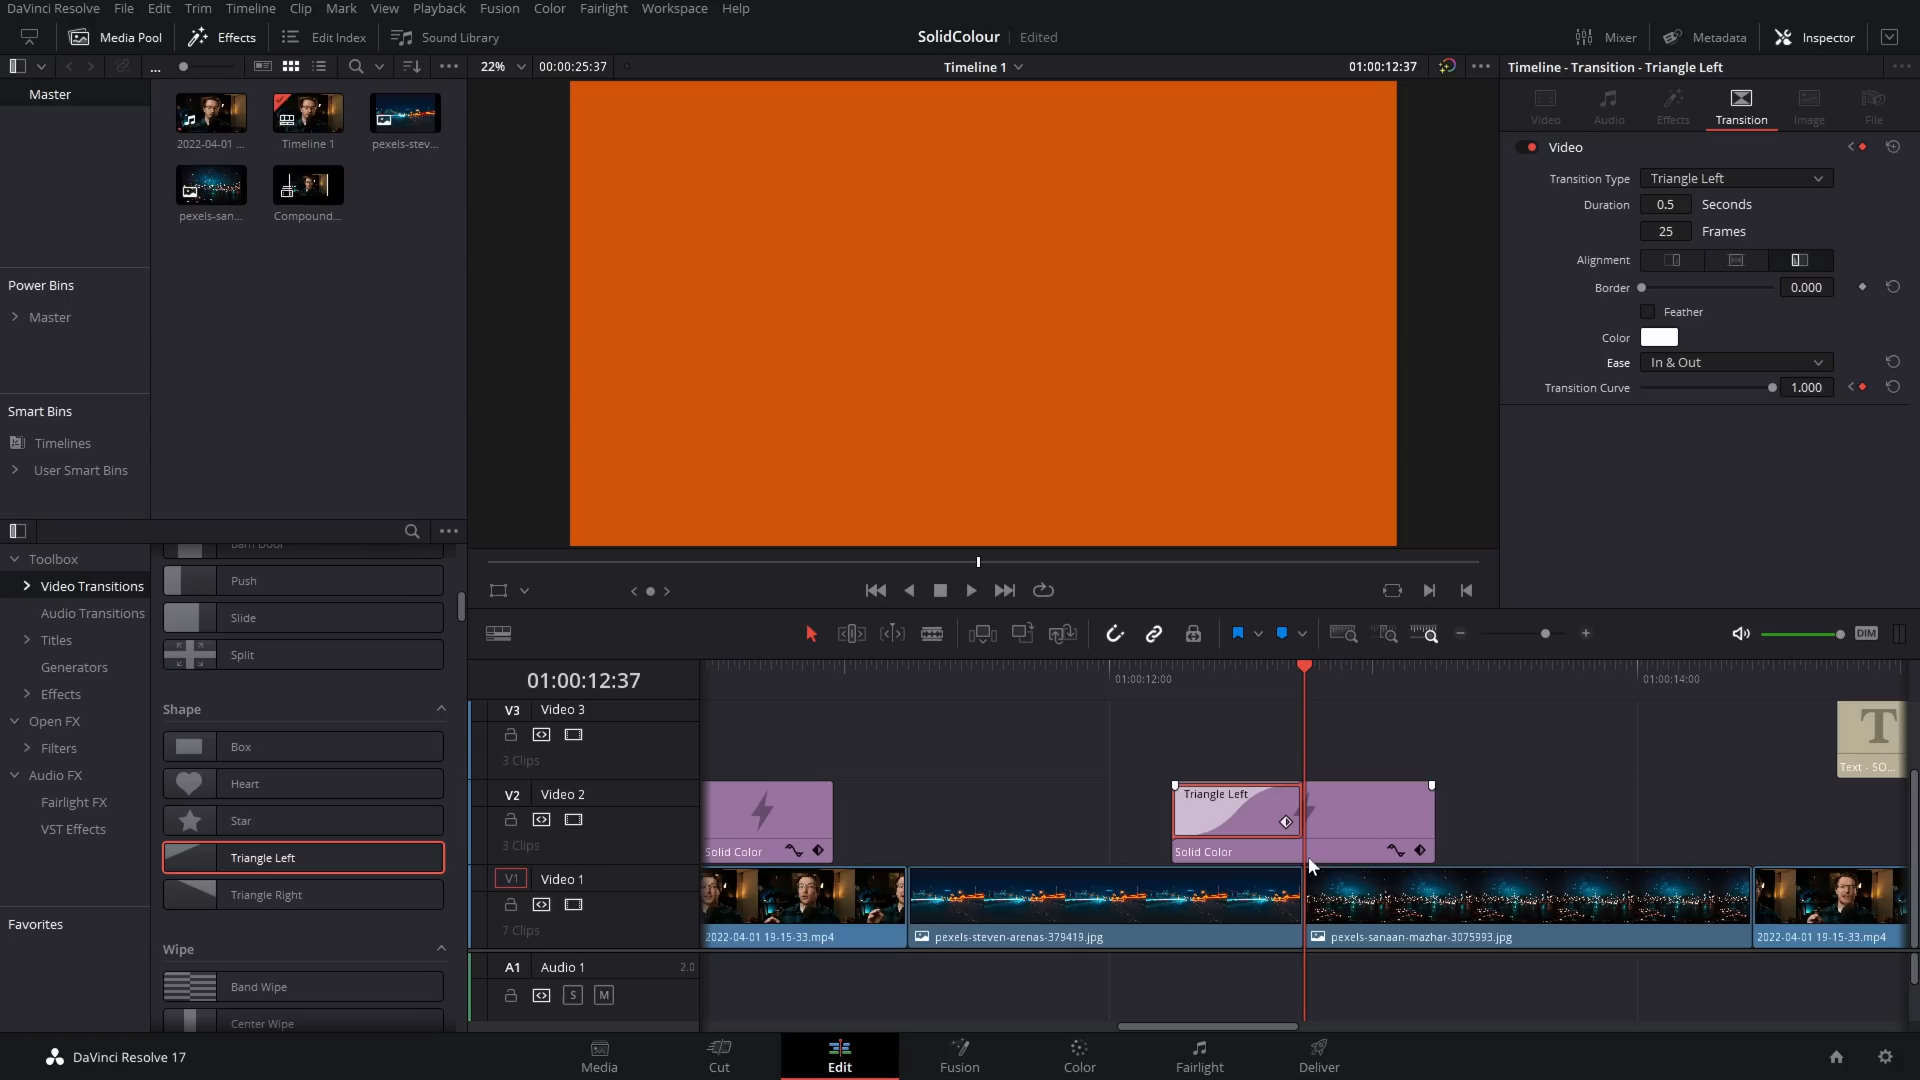 DaVinci Resolve File Edit Trim Timeline Clip Mark View Playback Fusion Color Fairlight Workspace Help
Media Pool Effects Edit Index Sound Library SolidColour Edited Mixer Metadata Inspector
... 22% 00:00:25:37 Timeline 1 01:00:12:37 Timeline - Transition - Triangle Left
Master
2022-04-01 ... Timeline 1 pexels-stev...
pexels-san... Compound...
Power Bins
Master
Smart Bins
Timelines
User Smart Bins
Video Audio Effects Transition Image File
Video
Transition Type Triangle Left
Duration 0.5 Seconds
25 Frames
Alignment
Border 0.000
Feather
Color
Ease In & Out
Transition Curve 1.000
Toolbox
Video Transitions
Audio Transitions
Titles
Generators
Effects
Open FX
Filters
Audio FX
Fairlight FX
VST Effects
Favorites
Barn Door
Push
Slide
Split
Shape
Box
Heart
Star
Triangle Left
Triangle Right
Wipe
Band Wipe
Center Wipe
DIM
01:00:12:37 01:00:12:00 01:00:14:00
V3 Video 3
3 Clips
T
Text - SO...
V2 Video 2
3 Clips
Solid Color
Triangle Left
Solid Color
V1 Video 1
7 Clips
2022-04-01 19-15-33.mp4 pexels-steven-arenas-379419.jpg pexels-sanaan-mazhar-3075993.jpg 2022-04-01 19-15-33.mp4
A1 Audio 1 2.0
S M
DaVinci Resolve 17
Media Cut Edit Fusion Color Fairlight Deliver